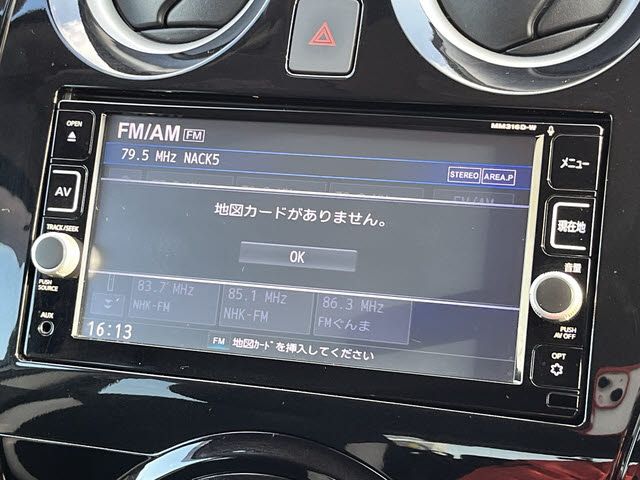 MM316D-W
OPEN
FM/AM FM
79.5 MHz NACK5
STEREO AREA.P
メニュー
AV
FM/AM
地図カードがありません。
現在地
OK
TRACK/SEEK
音量
PUSH
SOURCE
83.7 MHz
NHK-FM
85.1 MHz
NHK-FM
86.3 MHz
FMぐんま
AUX
16:13
FM 地図ｶｰﾄﾞを挿入してください
PUSH
AV OFF
OPT